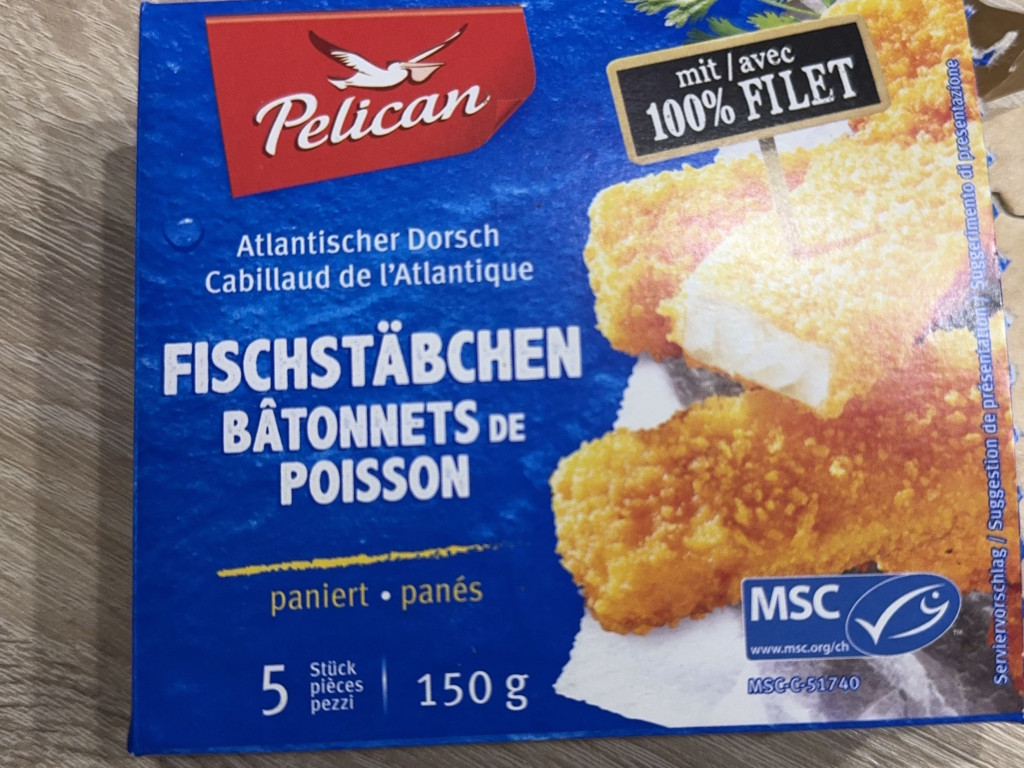 Pelican
mit / avec
100% FILET
Atlantischer Dorsch
Cabillaud de l'Atlantique
FISCHSTÄBCHEN
BÂTONNETS DE
POISSON
paniert • panés
5 Stück
pièces
pezzi
150 g
MSC
www.msc.org/ch
™
MSC-C-51740
Serviervorschlag / Suggestion de présentation / Suggerimento di presentazione